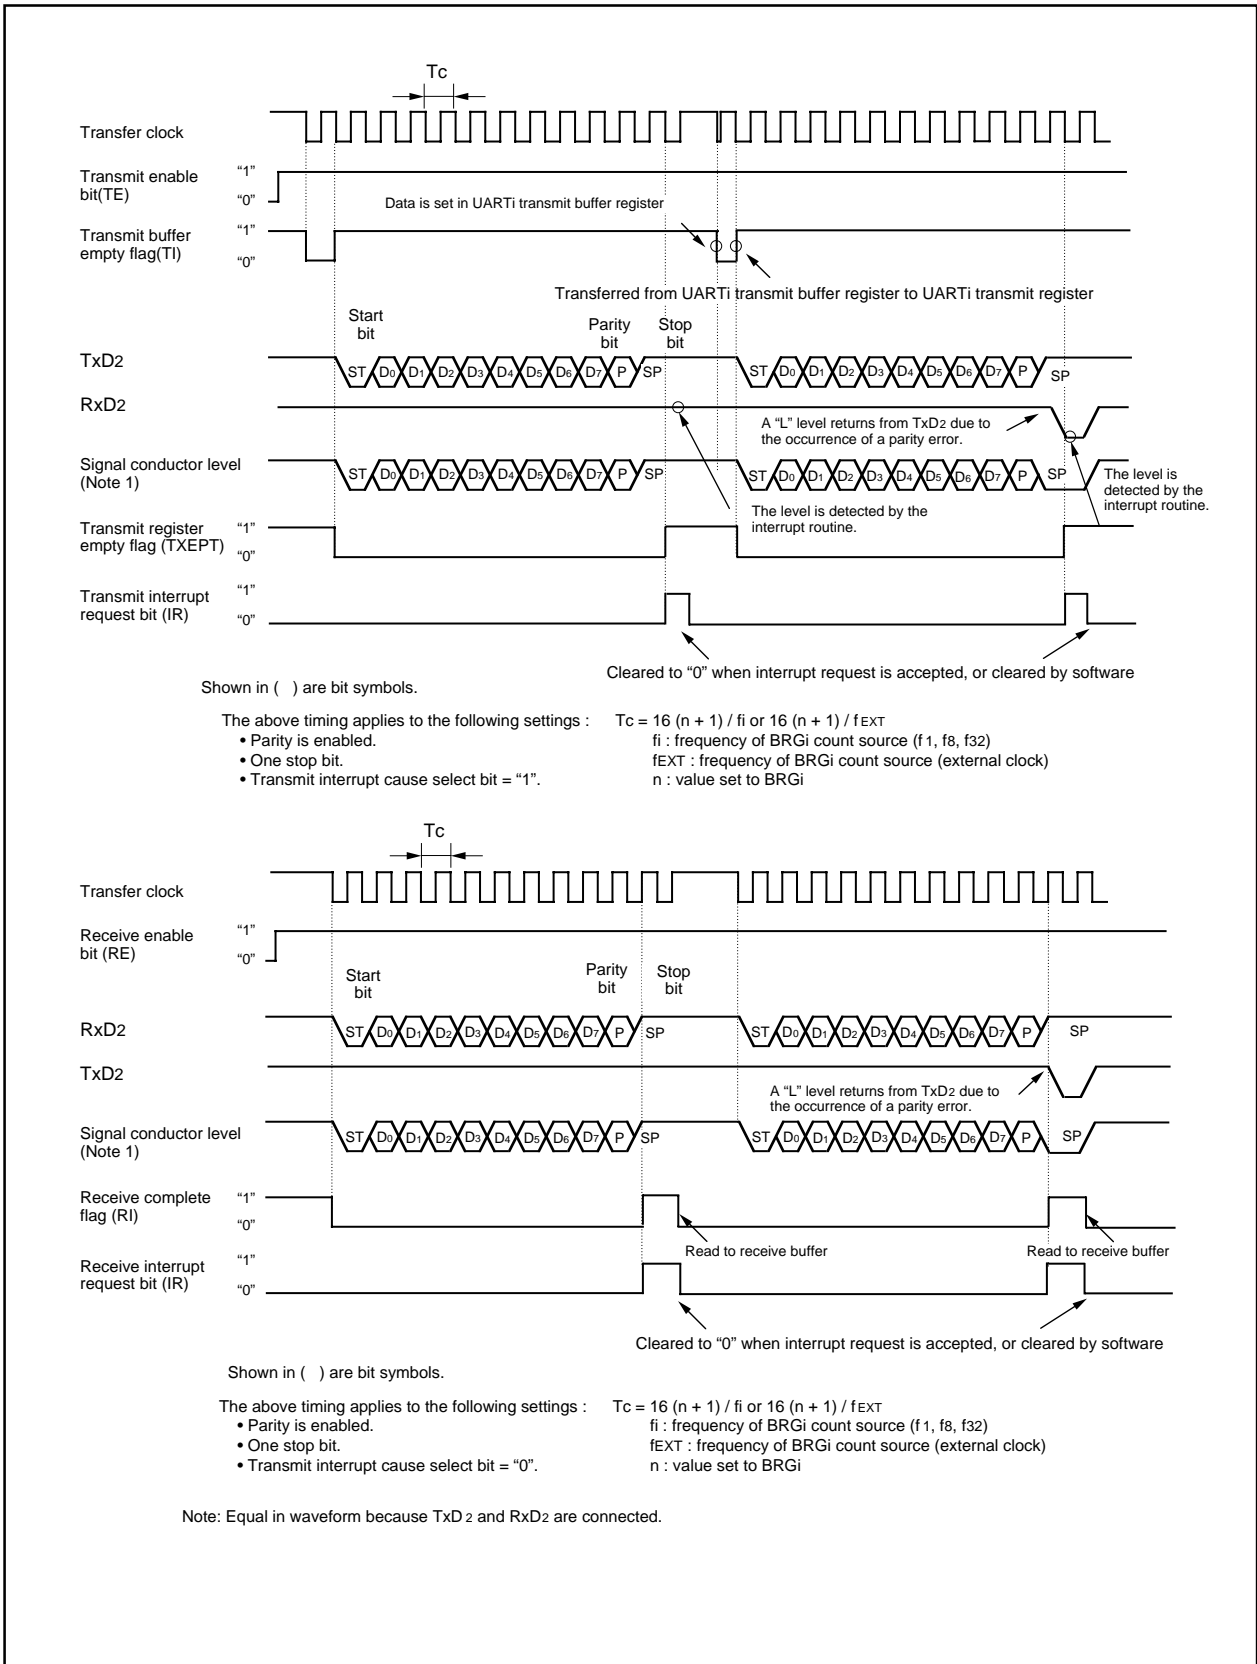 Tc
Transfer clock
Transmit enable
bit(TE)
“1”
“0”
Data is set in UARTi transmit buffer register
Transmit buffer
empty flag(TI)
“1”
“0”
Transferred from UARTi transmit buffer register to UARTi transmit register
Start
bit
Parity
bit
Stop
bit
TxD2
ST D0 D1 D2 D3 D4 D5 D6 D7 P SP
ST D0 D1 D2 D3 D4 D5 D6 D7 P SP
RxD2
A “L” level returns from TxD2 due to
the occurrence of a parity error.
Signal conductor level
(Note 1)
ST D0 D1 D2 D3 D4 D5 D6 D7 P SP
ST D0 D1 D2 D3 D4 D5 D6 D7 P SP
The level is
detected by the
interrupt routine.
The level is detected by the
interrupt routine.
Transmit register
empty flag (TXEPT)
“1”
“0”
Transmit interrupt
request bit (IR)
“1”
“0”
Cleared to “0” when interrupt request is accepted, or cleared by software
Shown in ( ) are bit symbols.
The above timing applies to the following settings :
• Parity is enabled.
• One stop bit.
• Transmit interrupt cause select bit = “1”.
Tc = 16 (n + 1) / fi or 16 (n + 1) / fEXT
fi : frequency of BRGi count source (f1, f8, f32)
fEXT : frequency of BRGi count source (external clock)
n : value set to BRGi
Tc
Transfer clock
Receive enable
bit (RE)
“1”
“0”
Start
bit
Parity
bit
Stop
bit
RxD2
ST D0 D1 D2 D3 D4 D5 D6 D7 P SP
ST D0 D1 D2 D3 D4 D5 D6 D7 P SP
TxD2
A “L” level returns from TxD2 due to
the occurrence of a parity error.
Signal conductor level
(Note 1)
ST D0 D1 D2 D3 D4 D5 D6 D7 P SP
ST D0 D1 D2 D3 D4 D5 D6 D7 P SP
Receive complete
flag (RI)
“1”
“0”
Read to receive buffer
Read to receive buffer
Receive interrupt
request bit (IR)
“1”
“0”
Cleared to “0” when interrupt request is accepted, or cleared by software
Shown in ( ) are bit symbols.
The above timing applies to the following settings :
• Parity is enabled.
• One stop bit.
• Transmit interrupt cause select bit = “0”.
Tc = 16 (n + 1) / fi or 16 (n + 1) / fEXT
fi : frequency of BRGi count source (f1, f8, f32)
fEXT : frequency of BRGi count source (external clock)
n : value set to BRGi
Note: Equal in waveform because TxD2 and RxD2 are connected.